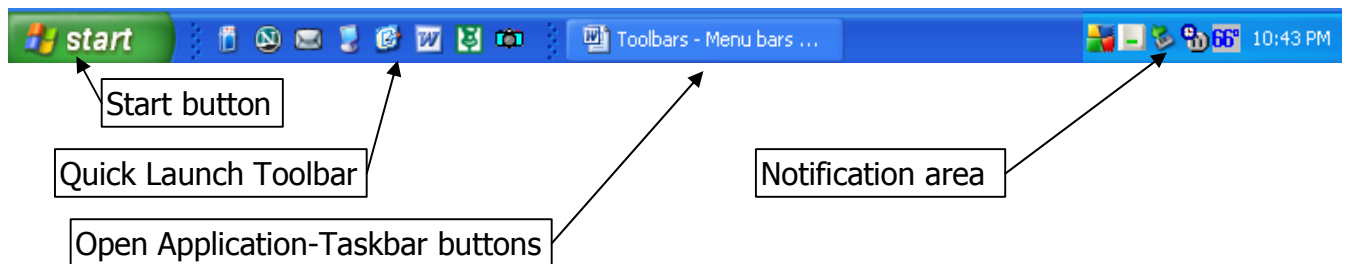 start
Toolbars - Menu bars ...
66°
10:43 PM
Start button
Quick Launch Toolbar
Notification area
Open Application-Taskbar buttons